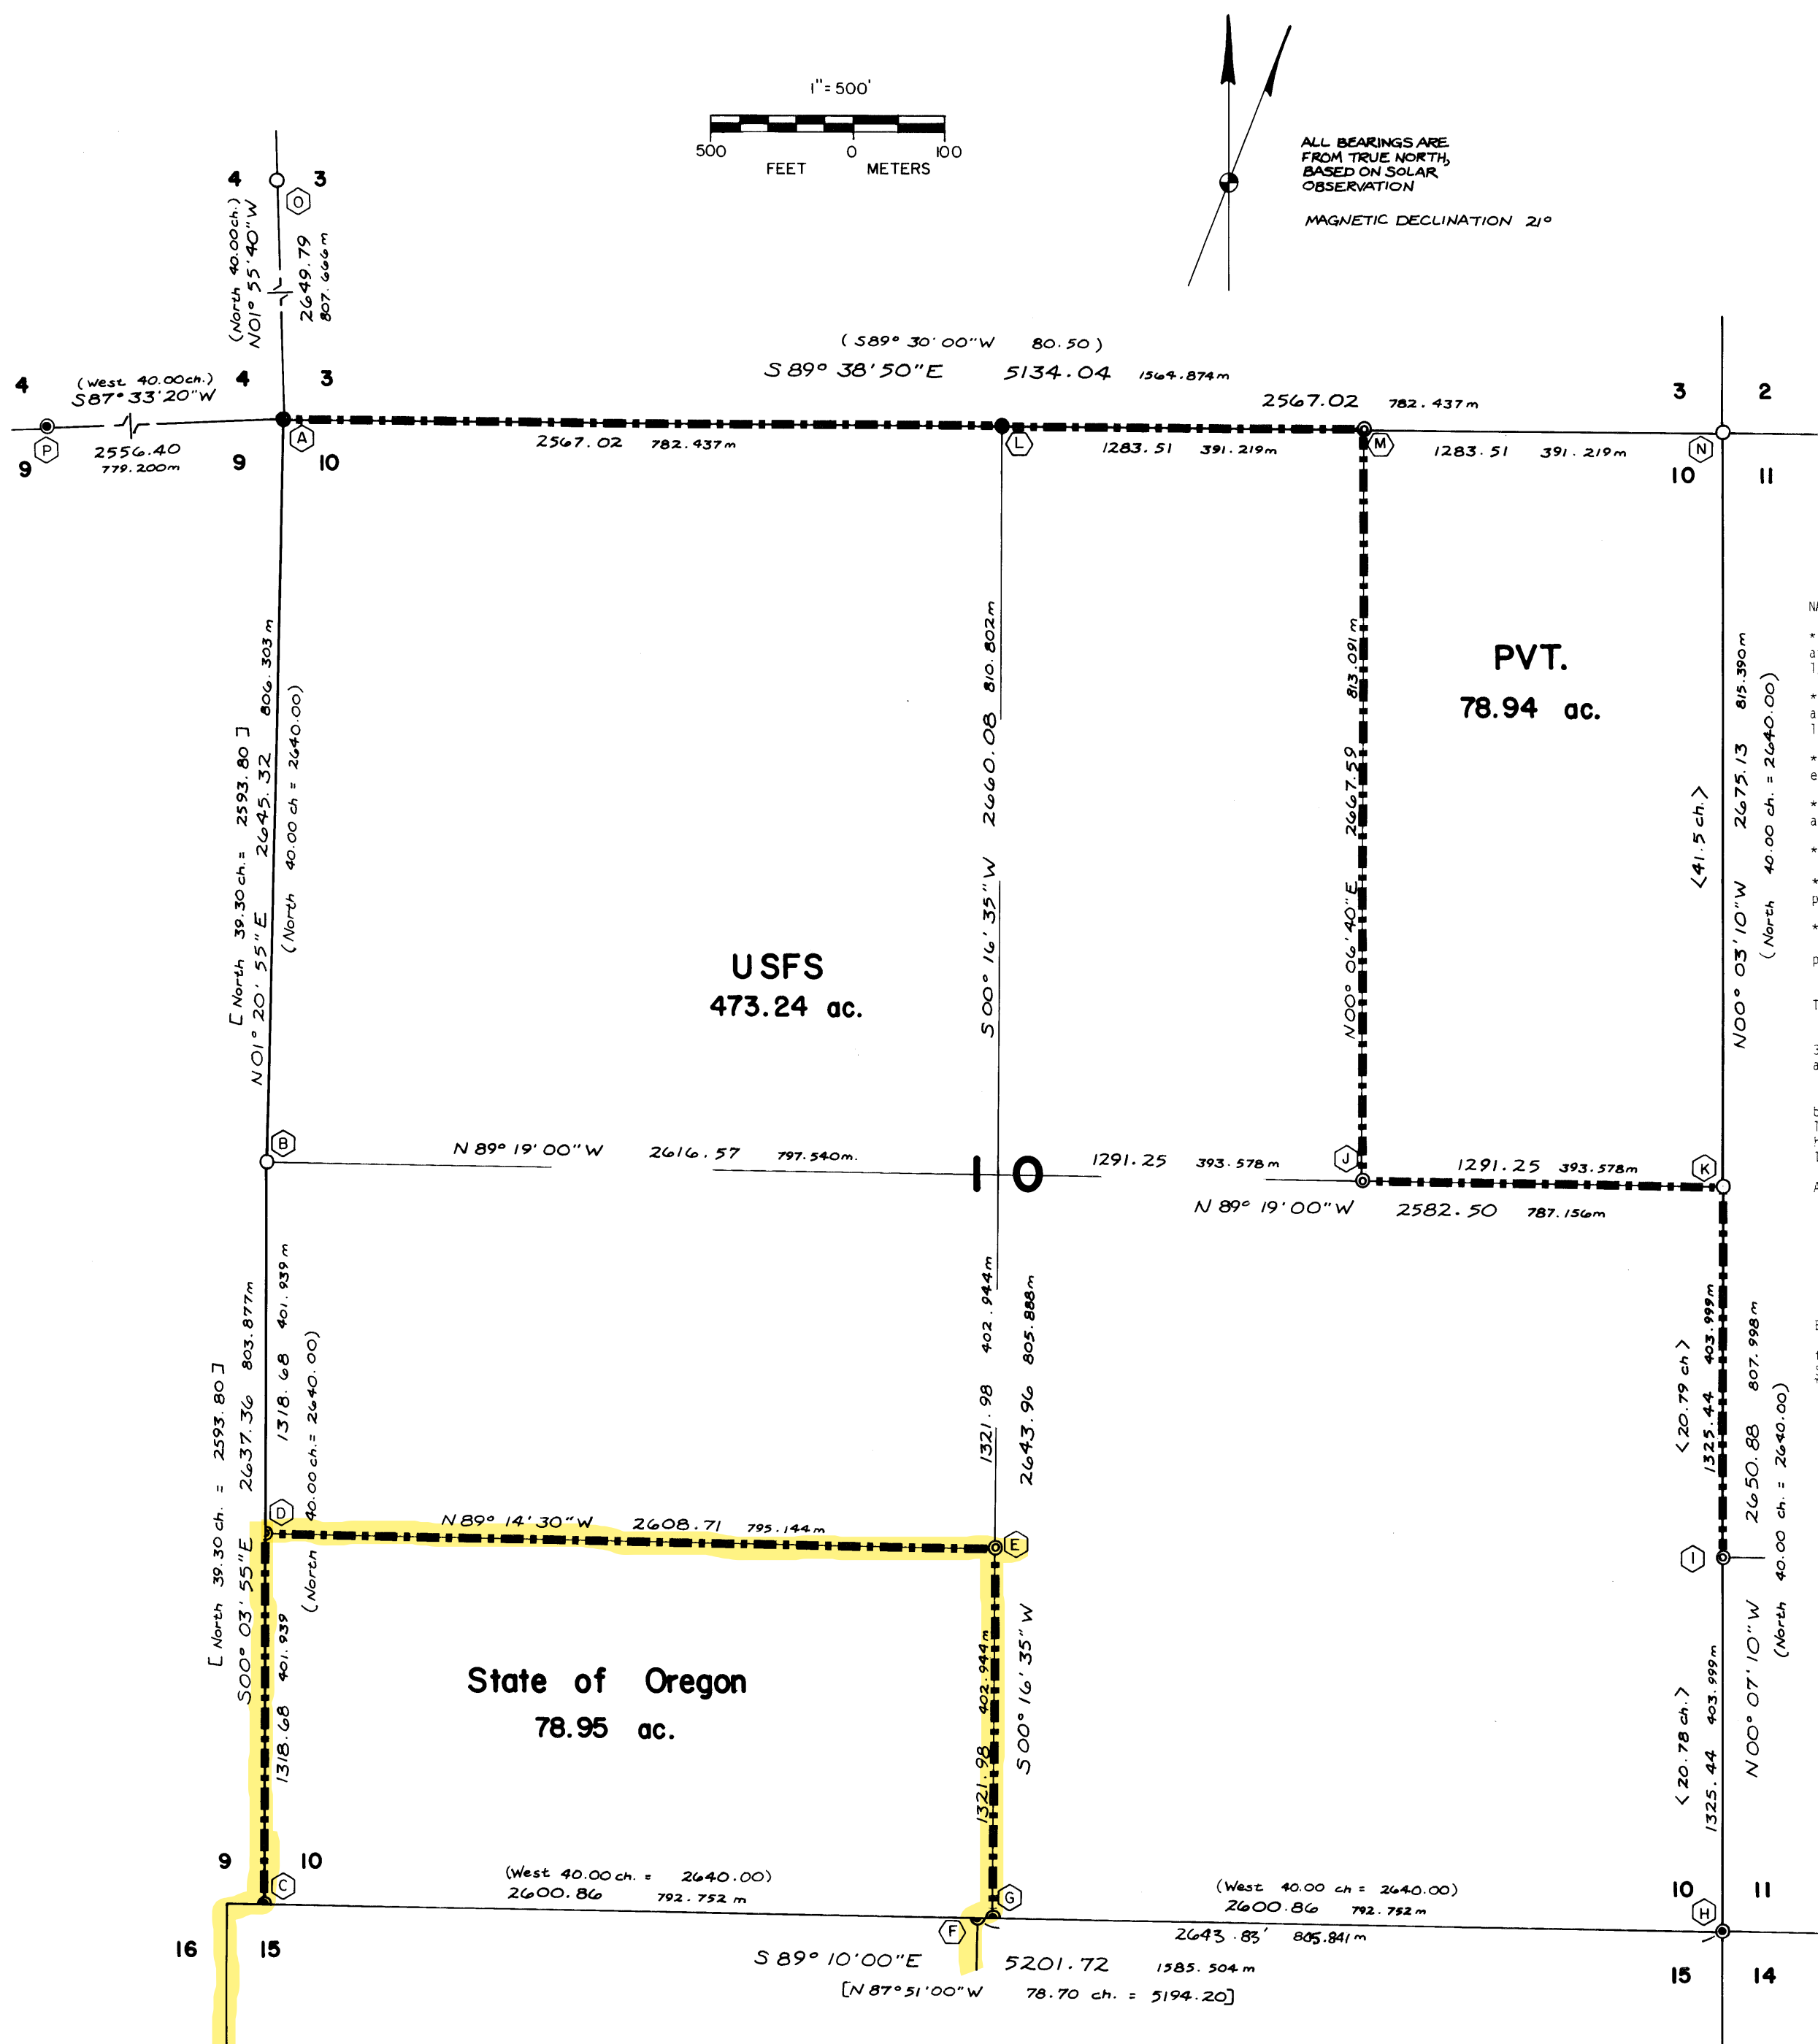 1"=500'
500 0 100
FEET METERS
ALL BEARINGS ARE
FROM TRUE NORTH,
BASED ON SOLAR
OBSERVATION
MAGNETIC DECLINATION 21°
4 3
O
(North 40.00ch.)
N01° 55' 40"W
2649.79
807.666m
(S89° 30' 00"W 80.50)
S 89° 38' 50"E 5134.04 1564.874m
2567.02 782.437m
4 (West 40.00ch.) 4 3
S87° 33' 20"W
3 2
P
2556.40
779.200m
9 9 10
A
2567.02 782.437m
L
1283.51 391.219m
M
1283.51 391.219m
N
10 11
[North 39.30ch. = 2593.80]
N01° 20' 55"E 2645.32 806.303m
(North 40.00 ch = 2640.00)
S00° 16' 35"W 2660.08 810.802m
N00° 06' 40"E 2667.59 813.091m
PVT.
78.94 ac.
<41.5 ch.>
N00° 03' 10"W 2675.13 815.390m
(North 40.00 ch. = 2640.00)
USFS
473.24 ac.
B
N 89° 19' 00"W 2616.57 797.540m.
10
1291.25 393.578m
J
1291.25 393.578m
K
N 89° 19' 00"W 2582.50 787.156m
[North 39.30 ch. = 2593.80]
S00° 03' 55"E 2637.36 803.877m
1318.68 401.939m
(North 40.00ch. = 2640.00)
1321.98 402.944m
2643.96 805.888m
<20.79 ch>
1325.44 403.999m
N00° 07' 10"W 2650.88 807.998m
(North 40.00 ch. = 2640.00)
D
N89° 14' 30"W 2608.71 795.144m
E
I
1318.68 401.939
State of Oregon
78.95 ac.
1321.98 402.944m
S00° 16' 35"W
<20.78 ch.>
1325.44 403.999m
9 10
C
(West 40.00ch. = 2640.00)
2600.86 792.752m
G
F
(West 40.00 ch = 2640.00)
2600.86 792.752m
2643.83' 805.841m
10 11
H
16 15
S 89° 10' 00"E 5201.72 1585.504m
[N 87° 51' 00"W 78.70 ch. = 5194.20]
15 14